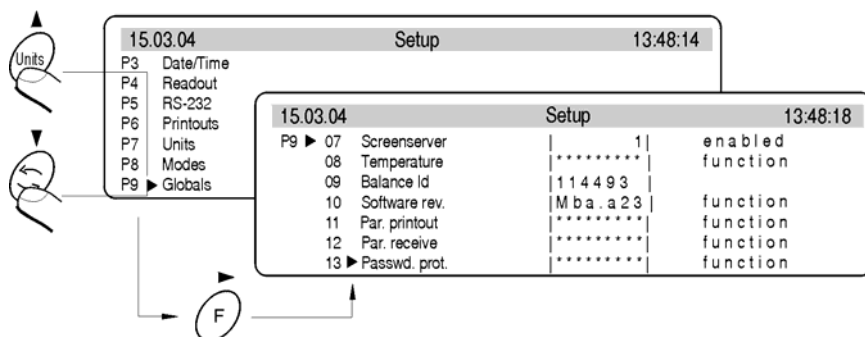 Units
15.03.04 Setup 13:48:14
P3 Date/Time
P4 Readout
P5 RS-232
P6 Printouts
P7 Units
P8 Modes
P9 ▶ Globals
15.03.04 Setup 13:48:18
P9 ▶ 07 Screenserver | 1| enabled
08 Temperature |*********| function
09 Balance Id |114493 |
10 Software rev. |Mba.a23| function
11 Par. printout |*********| function
12 Par. receive |*********| function
13 ▶ Passwd. prot. |*********| function
F